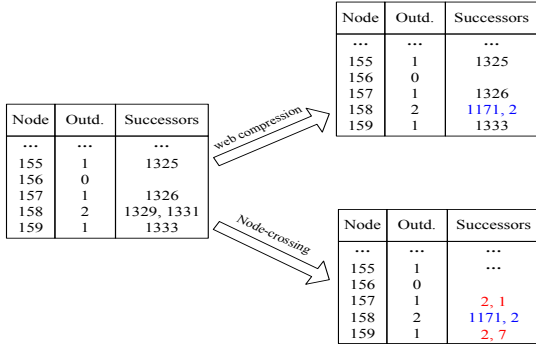 Node Outd. Successors
... ... ...
155 1 1325
156 0
157 1 1326
158 2 1171, 2
159 1 1333
web compression
Node Outd. Successors
... ... ...
155 1 1325
156 0
157 1 1326
158 2 1329, 1331
159 1 1333
Node-crossing
Node Outd. Successors
... ... ...
155 1 ...
156 0
157 1 2, 1
158 2 1171, 2
159 1 2, 7